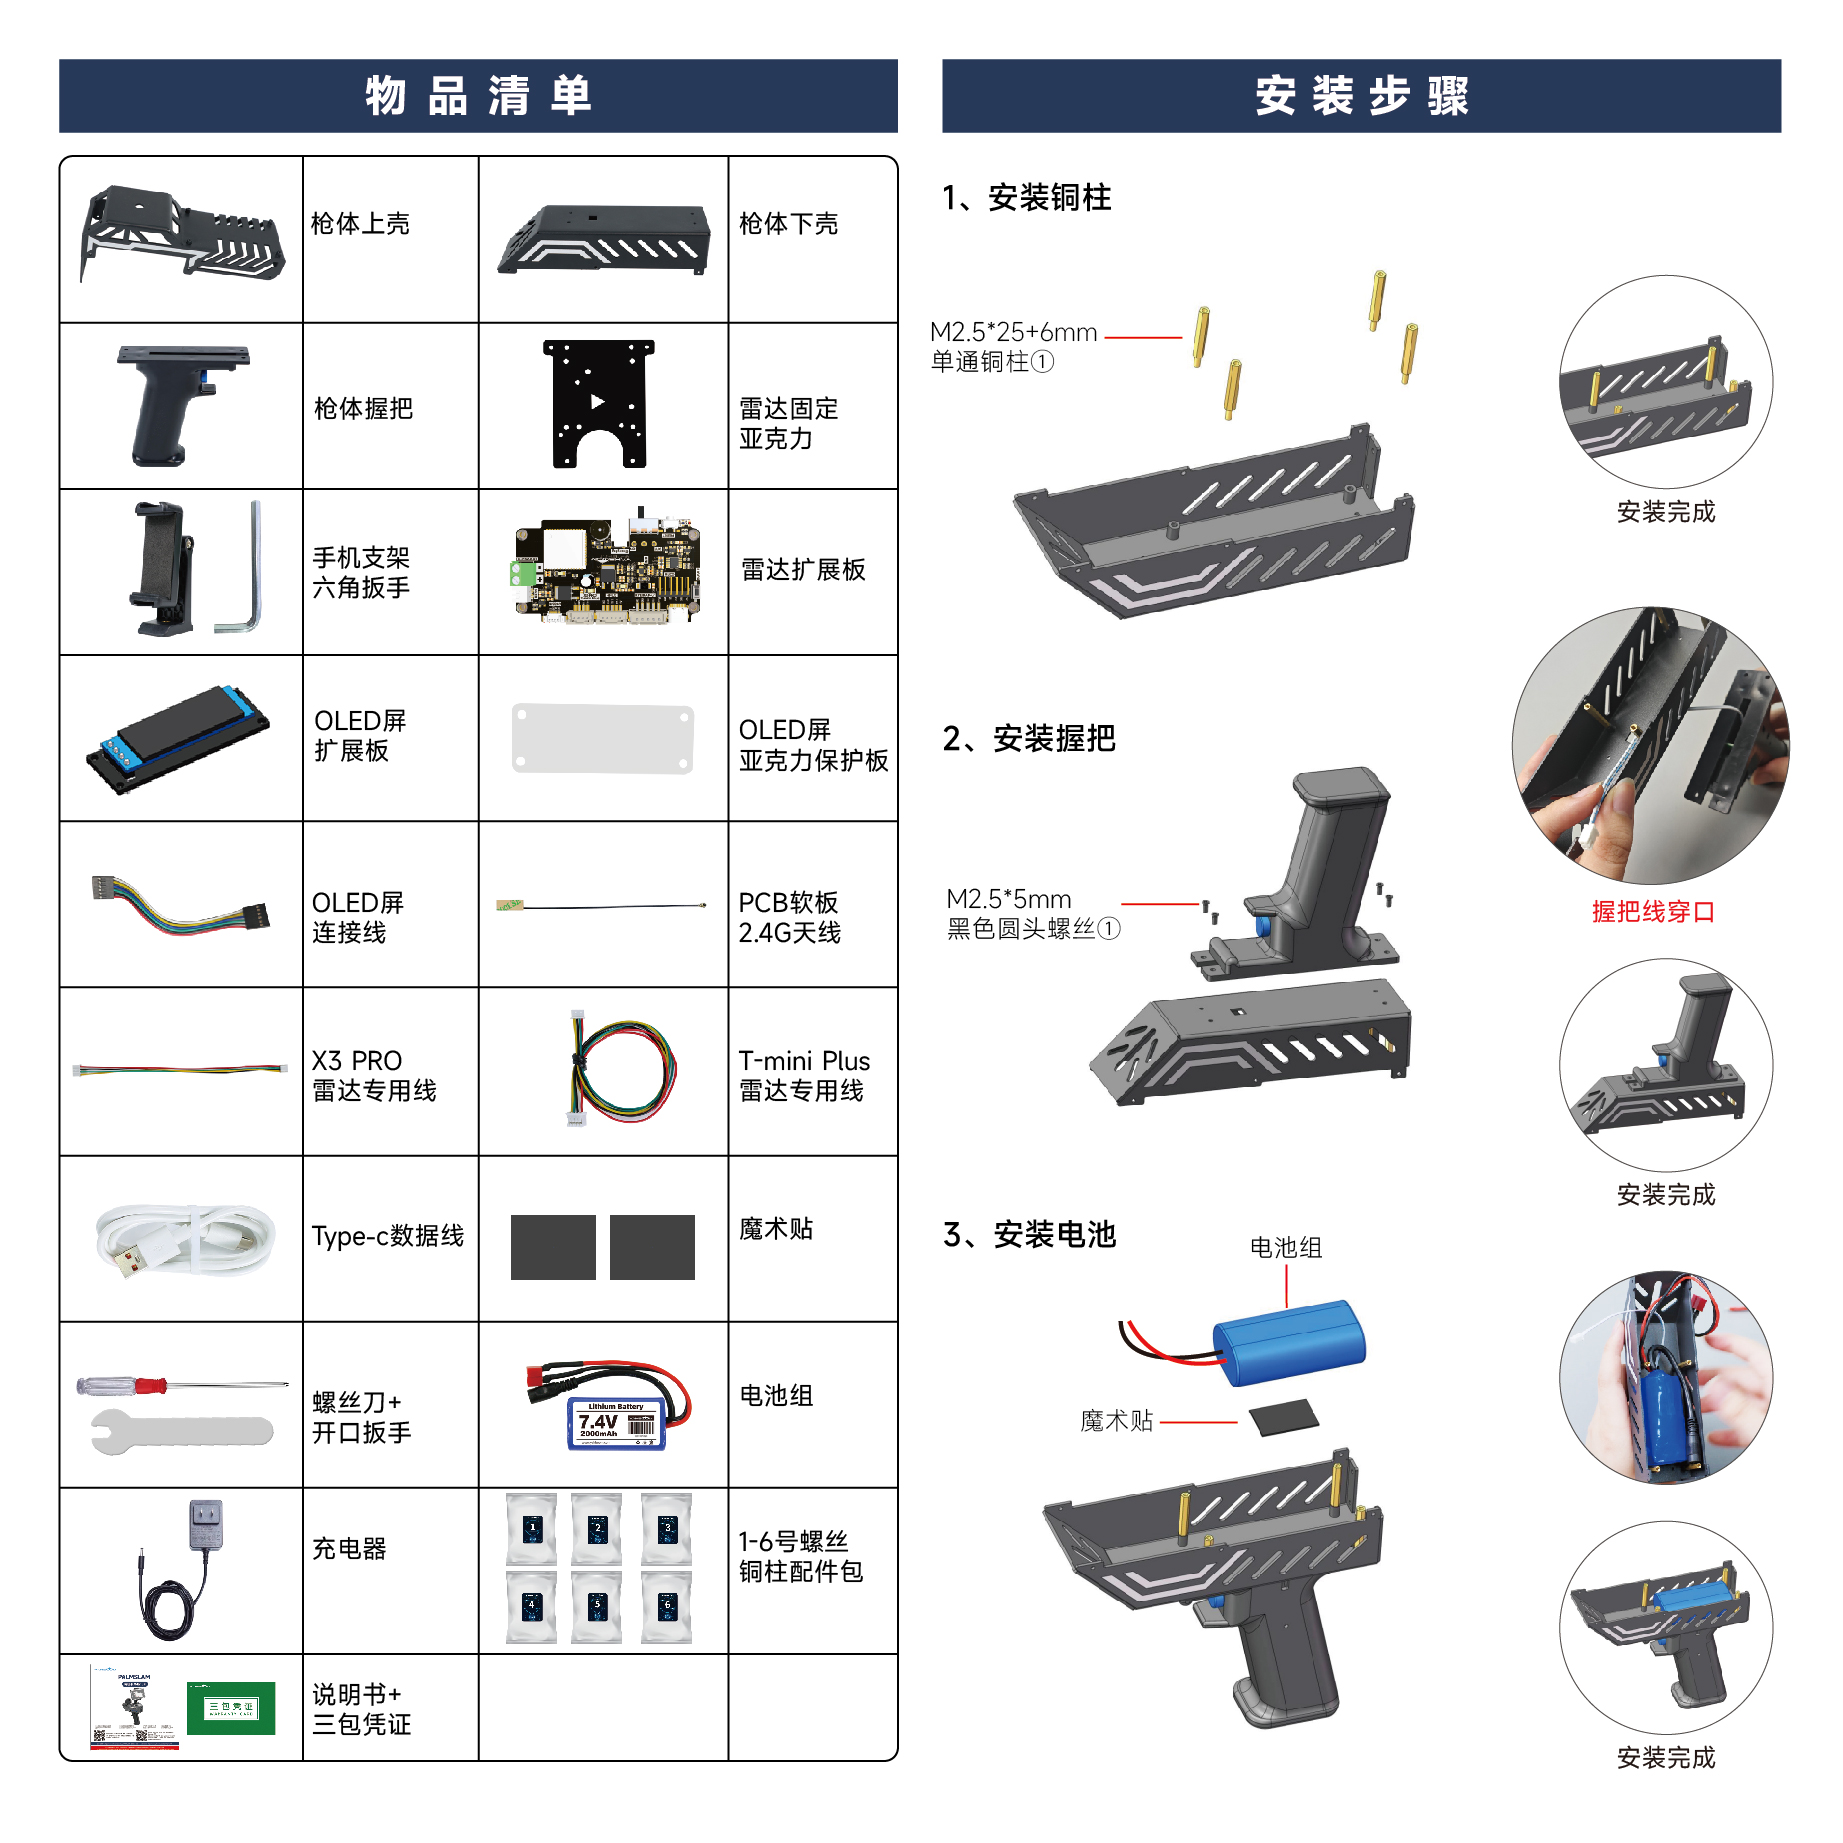 物品清单
枪体上壳
枪体下壳
枪体握把
雷达固定
亚克力
手机支架
六角扳手
雷达扩展板
OLED屏
扩展板
OLED屏
亚克力保护板
OLED屏
连接线
PCB软板
2.4G天线
X3 PRO
雷达专用线
T-mini Plus
雷达专用线
Type-c数据线
魔术贴
螺丝刀+
开口扳手
Lithium Battery
7.4V
2000mAh
电池组
充电器
1
2
3
4
5
6
1-6号螺丝
铜柱配件包
PALMSLAM
三包凭证
WARRANTY CARD
说明书+
三包凭证
安装步骤
1、安装铜柱
M2.5*25+6mm
单通铜柱①
安装完成
2、安装握把
M2.5*5mm
黑色圆头螺丝①
握把线穿口
安装完成
3、安装电池
电池组
魔术贴
安装完成